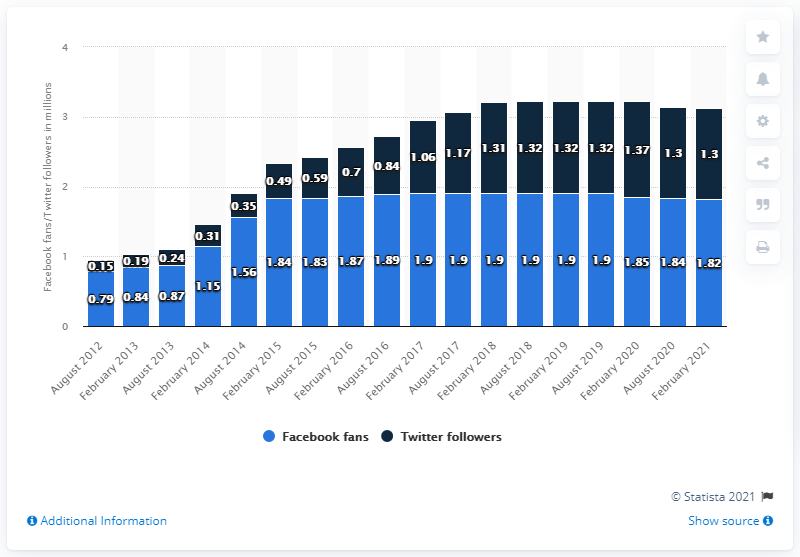 4
3
2
1
0
Facebook fans/Twitter followers in millions
0.15 0.19 0.24 0.31 0.35 0.49 0.59 0.7 0.84 1.06 1.17 1.31 1.32 1.32 1.32 1.37 1.3 1.3
0.79 0.84 0.87 1.15 1.56 1.84 1.83 1.87 1.89 1.9 1.9 1.9 1.9 1.9 1.9 1.85 1.84 1.82
August 2012
February 2013
August 2013
February 2014
August 2014
February 2015
August 2015
February 2016
August 2016
February 2017
August 2017
February 2018
August 2018
February 2019
August 2019
February 2020
August 2020
February 2021
Facebook fans Twitter followers
© Statista 2021
Additional Information Show source